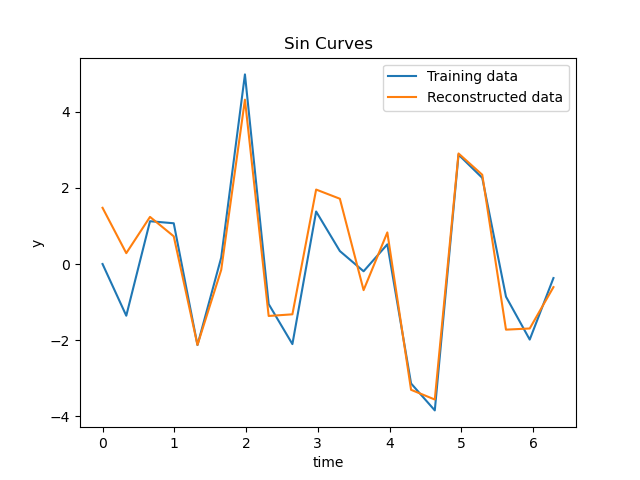 Sin Curves
Training data
Reconstructed data
4
2
0
−2
−4
y
0 1 2 3 4 5 6
time